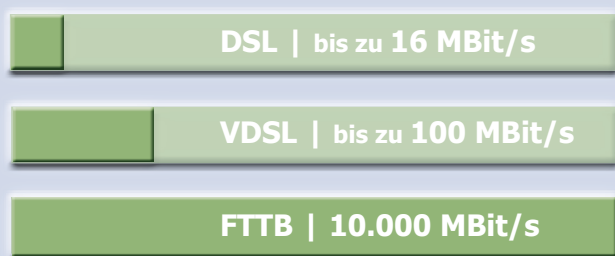 DSL | bis zu 16 MBit/s
VDSL | bis zu 100 MBit/s
FTTB | 10.000 MBit/s